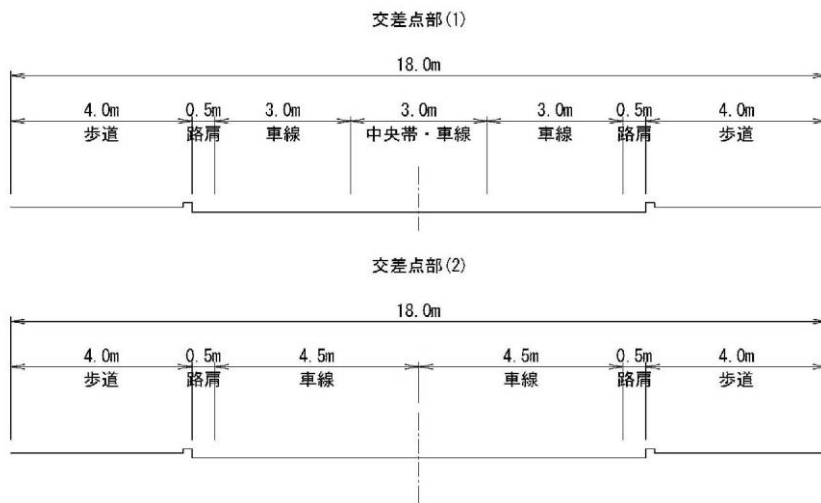 交差点部(1)
18.0m
4.0m 0.5m 3.0m 3.0m 3.0m 0.5m 4.0m
歩道 路肩 車線 中央帯・車線 車線 路肩 歩道
交差点部(2)
18.0m
4.0m 0.5m 4.5m 4.5m 0.5m 4.0m
歩道 路肩 車線 車線 路肩 歩道